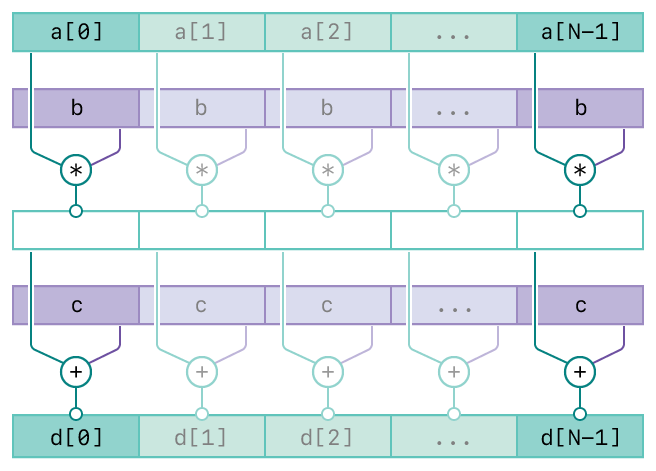 a[0] a[1] a[2] ... a[N–1]
b b b ... b
* * * * *
c c c ... c
+ + + + +
d[0] d[1] d[2] ... d[N–1]